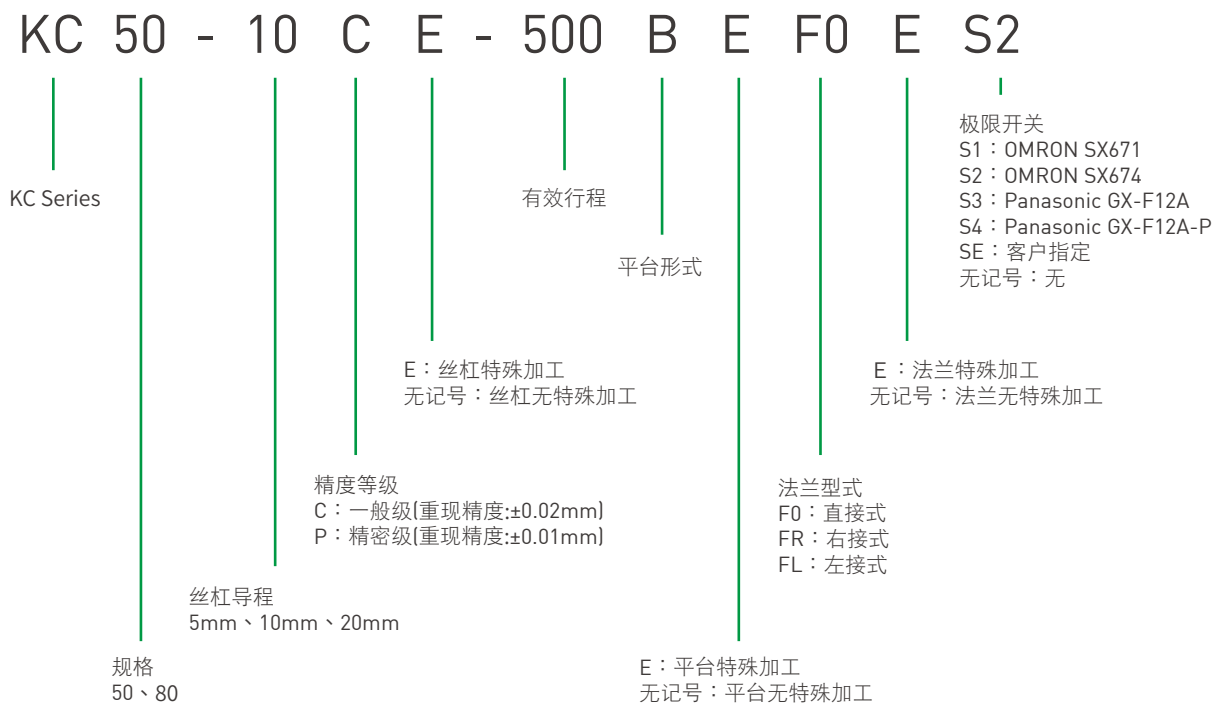 KC 50 - 10 C E - 500 B E F0 E S2
极限开关
S1：OMRON SX671
S2：OMRON SX674
S3：Panasonic GX-F12A
S4：Panasonic GX-F12A-P
SE：客户指定
无记号：无
KC Series
有效行程
平台形式
E：丝杠特殊加工
无记号：丝杠无特殊加工
E：法兰特殊加工
无记号：法兰无特殊加工
精度等级
C：一般级(重现精度:±0.02mm)
P：精密级(重现精度:±0.01mm)
法兰型式
F0：直接式
FR：右接式
FL：左接式
丝杠导程
5mm、10mm、20mm
规格
50、80
E：平台特殊加工
无记号：平台无特殊加工